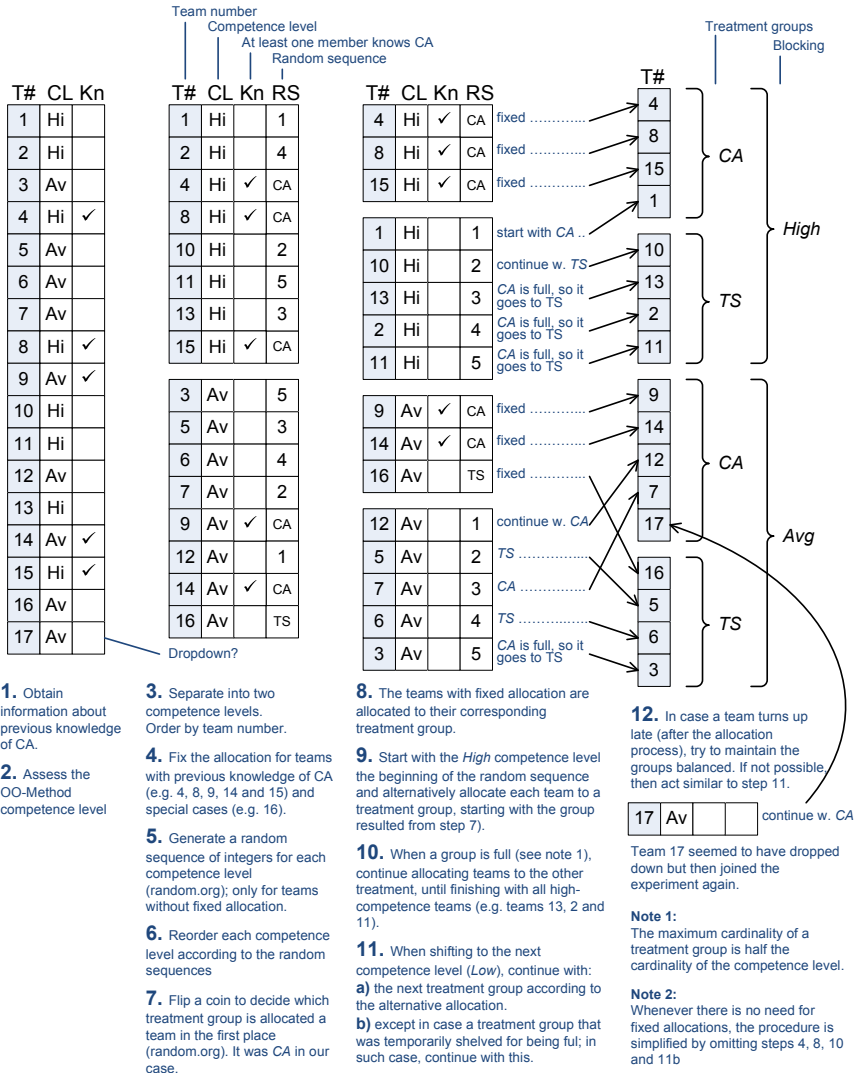 Team number
Competence level
At least one member knows CA
Random sequence
Treatment groups
Blocking
T# CL Kn
1 Hi
2 Hi
3 Av
4 Hi ✓
5 Av
6 Av
7 Av
8 Hi ✓
9 Av ✓
10 Hi
11 Hi
12 Av
13 Hi
14 Av ✓
15 Hi ✓
16 Av
17 Av
Dropdown?
T# CL Kn RS
1 Hi 1
2 Hi 4
4 Hi ✓ CA
8 Hi ✓ CA
10 Hi 2
11 Hi 5
13 Hi 3
15 Hi ✓ CA
3 Av 5
5 Av 3
6 Av 4
7 Av 2
9 Av ✓ CA
12 Av 1
14 Av ✓ CA
16 Av TS
T# CL Kn RS
4 Hi ✓ CA fixed .............
8 Hi ✓ CA fixed .............
15 Hi ✓ CA fixed .............
1 Hi 1 start with CA ..
10 Hi 2 continue w. TS
13 Hi 3 CA is full, so it
goes to TS
2 Hi 4 CA is full, so it
goes to TS
11 Hi 5 CA is full, so it
goes to TS
9 Av ✓ CA fixed .............
14 Av ✓ CA fixed .............
16 Av TS fixed
12 Av 1 continue w. CA
5 Av 2 TS ................
7 Av 3 CA ...............
6 Av 4 TS ...............
3 Av 5 CA is full, so it
goes to TS
T#
4
8
15
1
CA
10
13
2
11
TS
High
9
14
12
7
17
CA
16
5
6
3
TS
Avg
1. Obtain
information about
previous knowledge
of CA.
2. Assess the
OO-Method
competence level
3. Separate into two
competence levels.
Order by team number.
4. Fix the allocation for teams
with previous knowledge of CA
(e.g. 4, 8, 9, 14 and 15) and
special cases (e.g. 16).
5. Generate a random
sequence of integers for each
competence level
(random.org); only for teams
without fixed allocation.
6. Reorder each competence
level according to the random
sequences
7. Flip a coin to decide which
treatment group is allocated a
team in the first place
(random.org). It was CA in our
case.
8. The teams with fixed allocation are
allocated to their corresponding
treatment group.
9. Start with the High competence level
the beginning of the random sequence
and alternatively allocate each team to a
treatment group, starting with the group
resulted from step 7).
10. When a group is full (see note 1),
continue allocating teams to the other
treatment, until finishing with all high-
competence teams (e.g. teams 13, 2 and
11).
11. When shifting to the next
competence level (Low), continue with:
a) the next treatment group according to
the alternative allocation.
b) except in case a treatment group that
was temporarily shelved for being ful; in
such case, continue with this.
12. In case a team turns up
late (after the allocation
process), try to maintain the
groups balanced. If not possible,
then act similar to step 11.
17 Av continue w. CA
Team 17 seemed to have dropped
down but then joined the
experiment again.
Note 1:
The maximum cardinality of a
treatment group is half the
cardinality of the competence level.
Note 2:
Whenever there is no need for
fixed allocations, the procedure is
simplified by omitting steps 4, 8, 10
and 11b